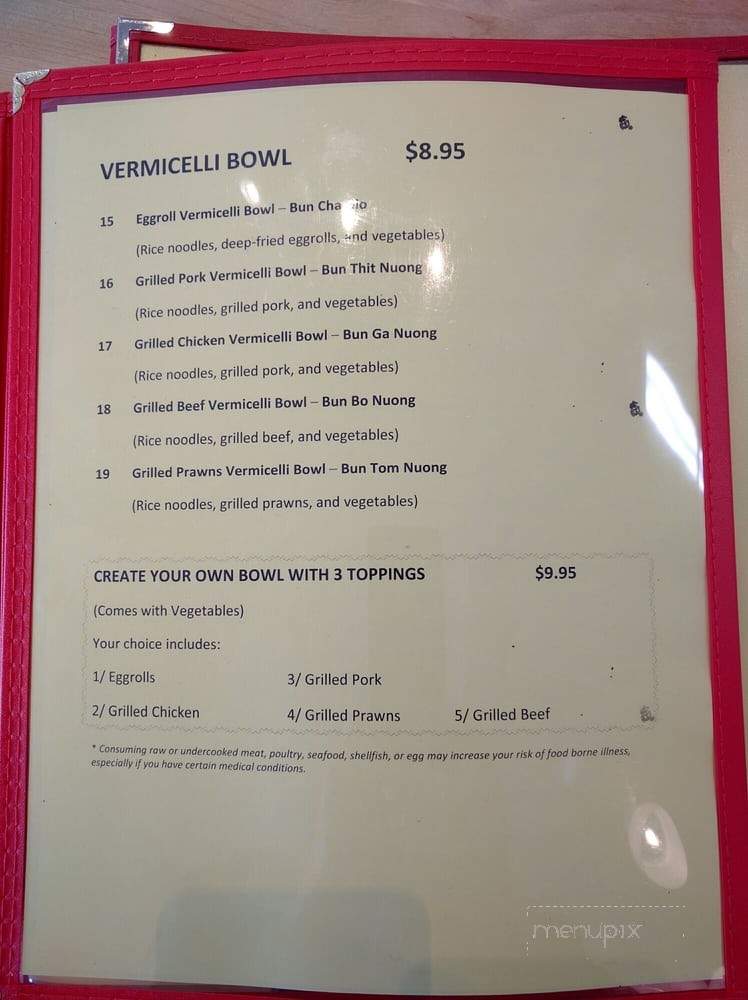 VERMICELLI BOWL $8.95
15 Eggroll Vermicelli Bowl – Bun Cha
(Rice noodles, deep-fried eggrolls, and vegetables)
16 Grilled Pork Vermicelli Bowl – Bun Thit Nuong
(Rice noodles, grilled pork, and vegetables)
17 Grilled Chicken Vermicelli Bowl – Bun Ga Nuong
(Rice noodles, grilled pork, and vegetables)
18 Grilled Beef Vermicelli Bowl – Bun Bo Nuong
(Rice noodles, grilled beef, and vegetables)
19 Grilled Prawns Vermicelli Bowl – Bun Tom Nuong
(Rice noodles, grilled prawns, and vegetables)
CREATE YOUR OWN BOWL WITH 3 TOPPINGS $9.95
(Comes with Vegetables)
Your choice includes:
1/ Eggrolls 3/ Grilled Pork
2/ Grilled Chicken 4/ Grilled Prawns 5/ Grilled Beef
* Consuming raw or undercooked meat, poultry, seafood, shellfish, or egg may increase your risk of food borne illness,
especially if you have certain medical conditions.
menupix